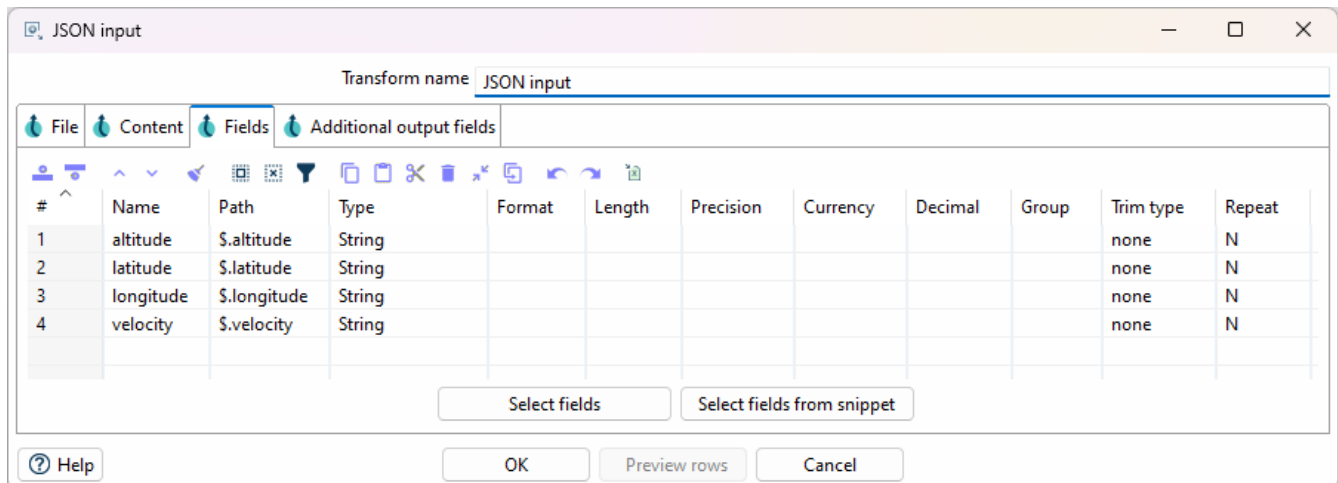 JSON input
Transform name JSON input
File Content Fields Additional output fields
# Name Path Type Format Length Precision Currency Decimal Group Trim type Repeat
1 altitude $.altitude String none N
2 latitude $.latitude String none N
3 longitude $.longitude String none N
4 velocity $.velocity String none N
Select fields Select fields from snippet
? Help OK Preview rows Cancel